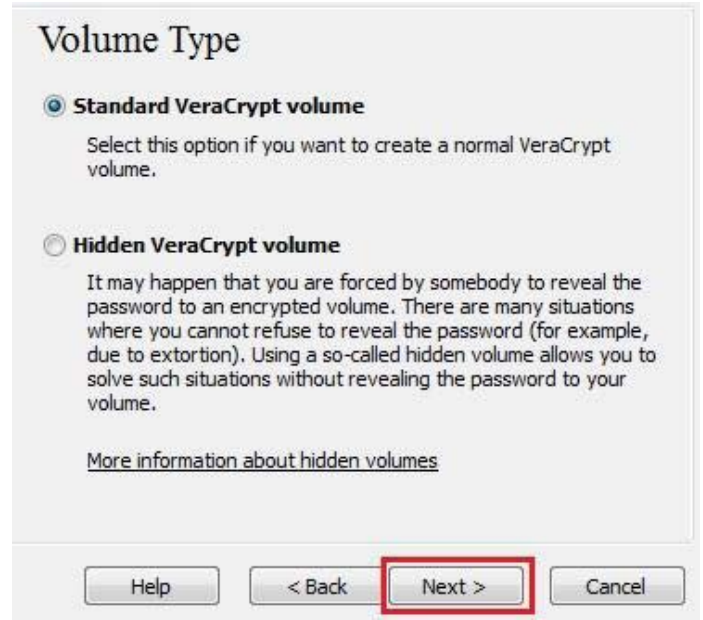 Volume Type
Standard VeraCrypt volume
Select this option if you want to create a normal VeraCrypt
volume.
Hidden VeraCrypt volume
It may happen that you are forced by somebody to reveal the
password to an encrypted volume. There are many situations
where you cannot refuse to reveal the password (for example,
due to extortion). Using a so-called hidden volume allows you to
solve such situations without revealing the password to your
volume.
More information about hidden volumes
Help < Back Next > Cancel